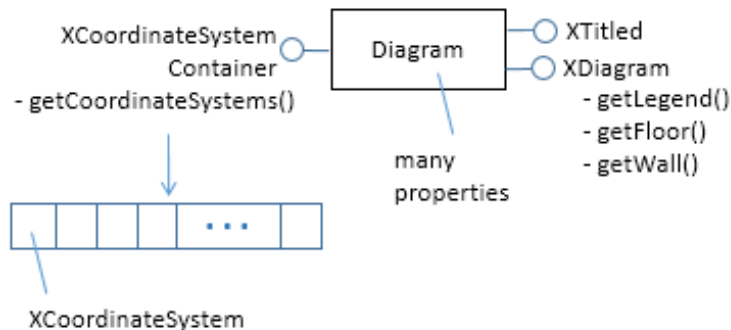 XCoordinateSystem
Container
- getCoordinateSystems()
Diagram
XTitled
XDiagram
- getLegend()
- getFloor()
- getWall()
many
properties
...
XCoordinateSystem